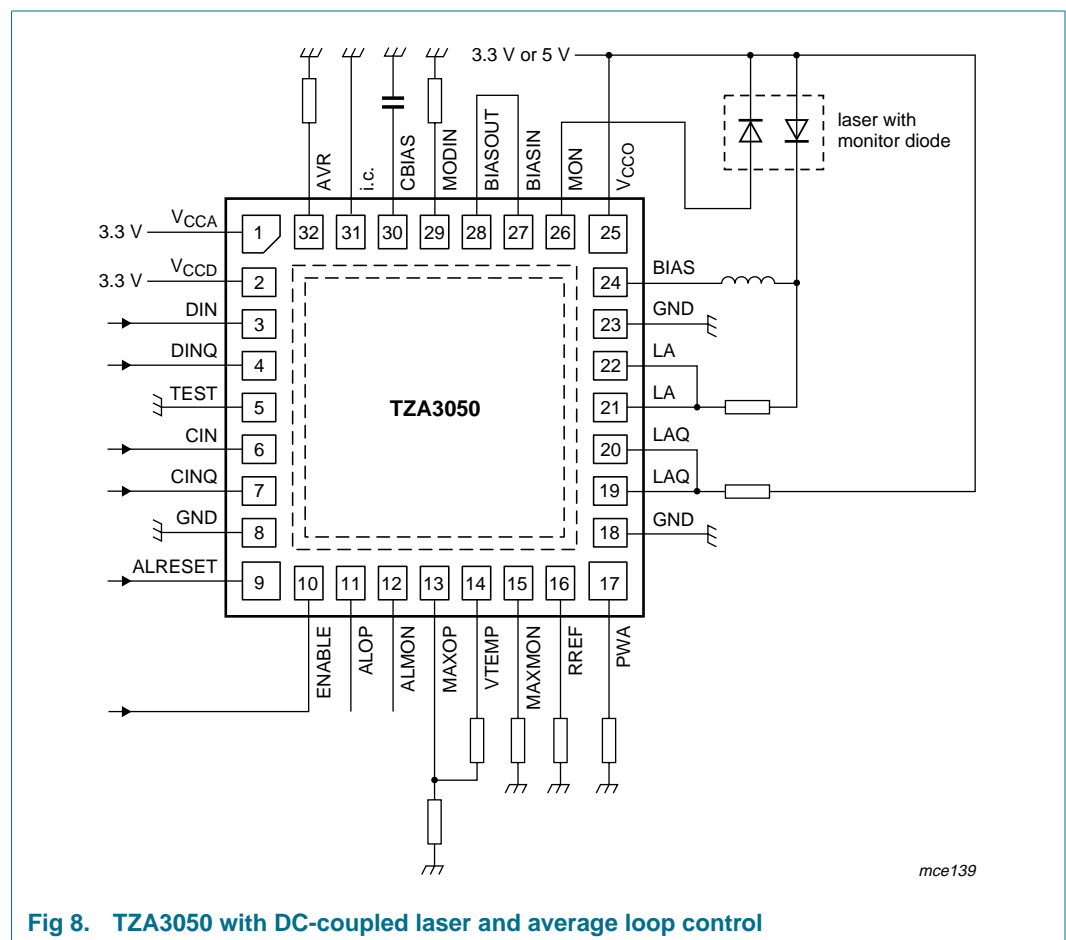 3.3 V or 5 V
laser with
monitor diode
AVR
i.c.
CBIAS
MODIN
BIASOUT
BIASIN
MON
VCCO
32
31
30
29
28
27
26
25
3.3 V
VCCA
1
3.3 V
VCCD
2
DIN
3
DINQ
4
TEST
5
CIN
6
CINQ
7
GND
8
ALRESET
9
TZA3050
24
BIAS
23
GND
22
LA
21
LA
20
LAQ
19
LAQ
18
GND
10
11
12
13
14
15
16
17
ENABLE
ALOP
ALMON
MAXOP
VTEMP
MAXMON
RREF
PWA
mce139
Fig 8. TZA3050 with DC-coupled laser and average loop control